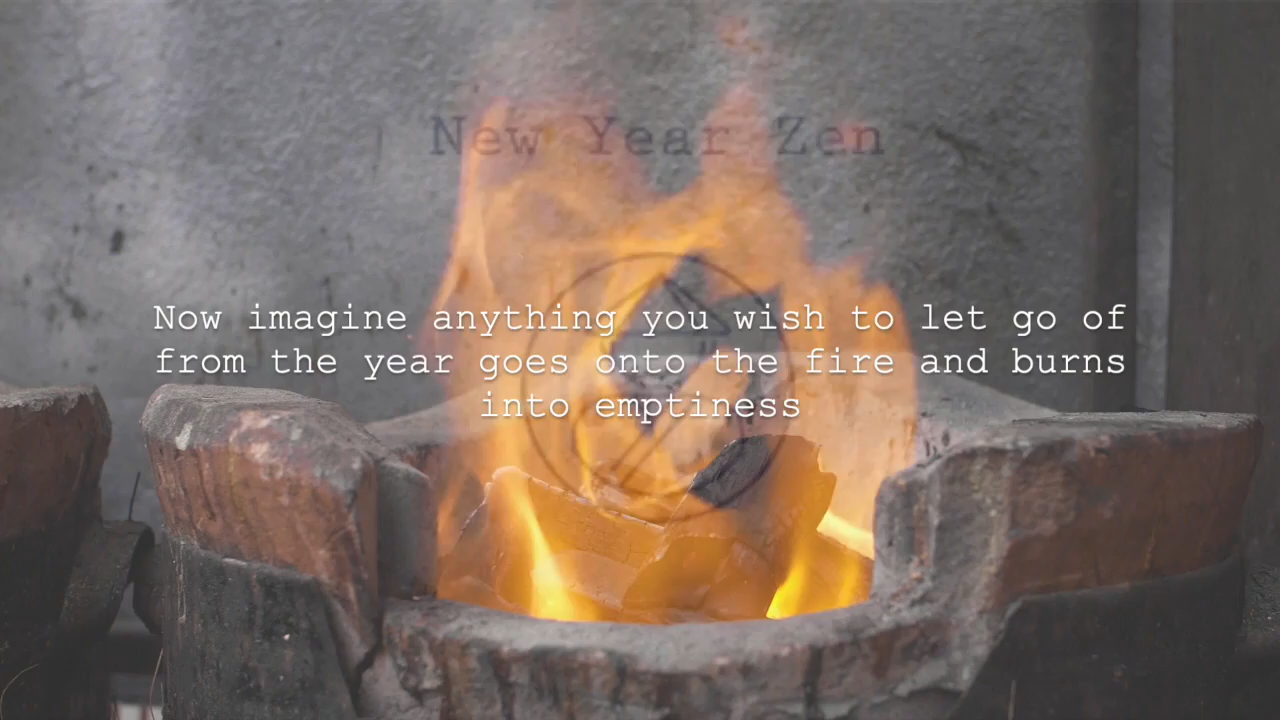 New Year Zen
Now imagine anything you wish to let go of
from the year goes onto the fire and burns
into emptiness